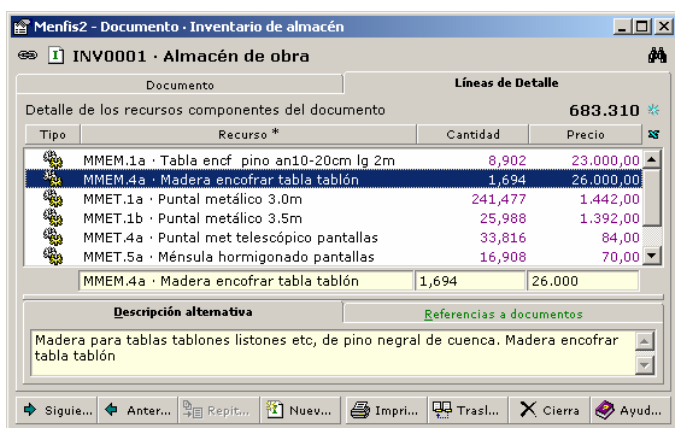 Menfis2 - Documento · Inventario de almacén
INV0001 · Almacén de obra
Documento Líneas de Detalle
Detalle de los recursos componentes del documento 683.310
Tipo Recurso * Cantidad Precio
MMEM.1a · Tabla encf pino an10-20cm lg 2m 8,902 23.000,00
MMEM.4a · Madera encofrar tabla tablón 1,694 26.000,00
MMET.1a · Puntal metálico 3.0m 241,477 1.442,00
MMET.1b · Puntal metálico 3.5m 25,988 1.392,00
MMET.4a · Puntal met telescópico pantallas 33,816 84,00
MMET.5a · Ménsula hormigonado pantallas 16,908 70,00
MMEM.4a · Madera encofrar tabla tablón 1,694 26.000
Descripción alternativa Referencias a documentos
Madera para tablas tablones listones etc, de pino negral de cuenca. Madera encofrar
tabla tablón
Siguie... Anter... Repit... Nuev... Impri... Trasl... Cierra Ayud...